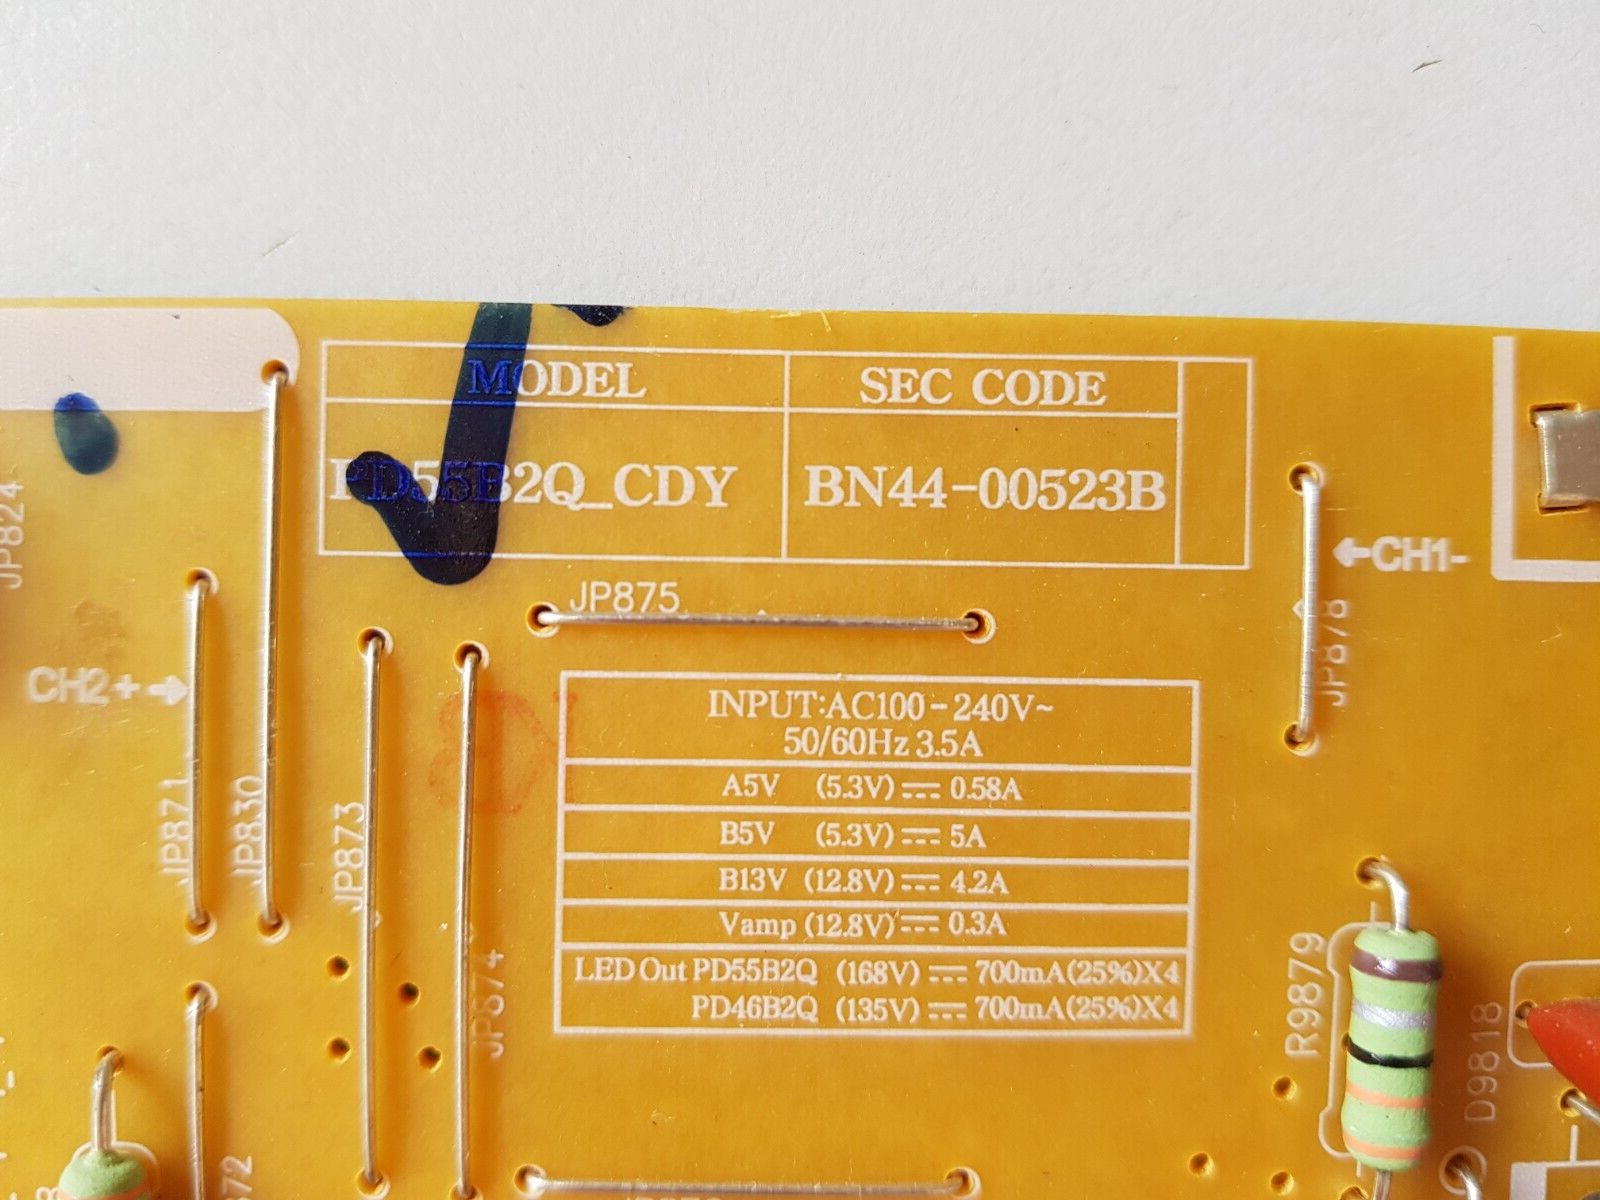 MODEL SEC CODE
PD55B2Q_CDY BN44-00523B
JP824
CH1-
JP875
JP878
CH2+
INPUT:AC100-240V~
50/60Hz 3.5A
A5V (5.3V) ⎓ 0.58A
B5V (5.3V) ⎓ 5A
B13V (12.8V) ⎓ 4.2A
Vamp (12.8V) ⎓ 0.3A
LED Out PD55B2Q (168V) ⎓ 700mA(25%)X4
PD46B2Q (135V) ⎓ 700mA(25%)X4
JP871
JP830
JP873
JP874
R9879
D9818